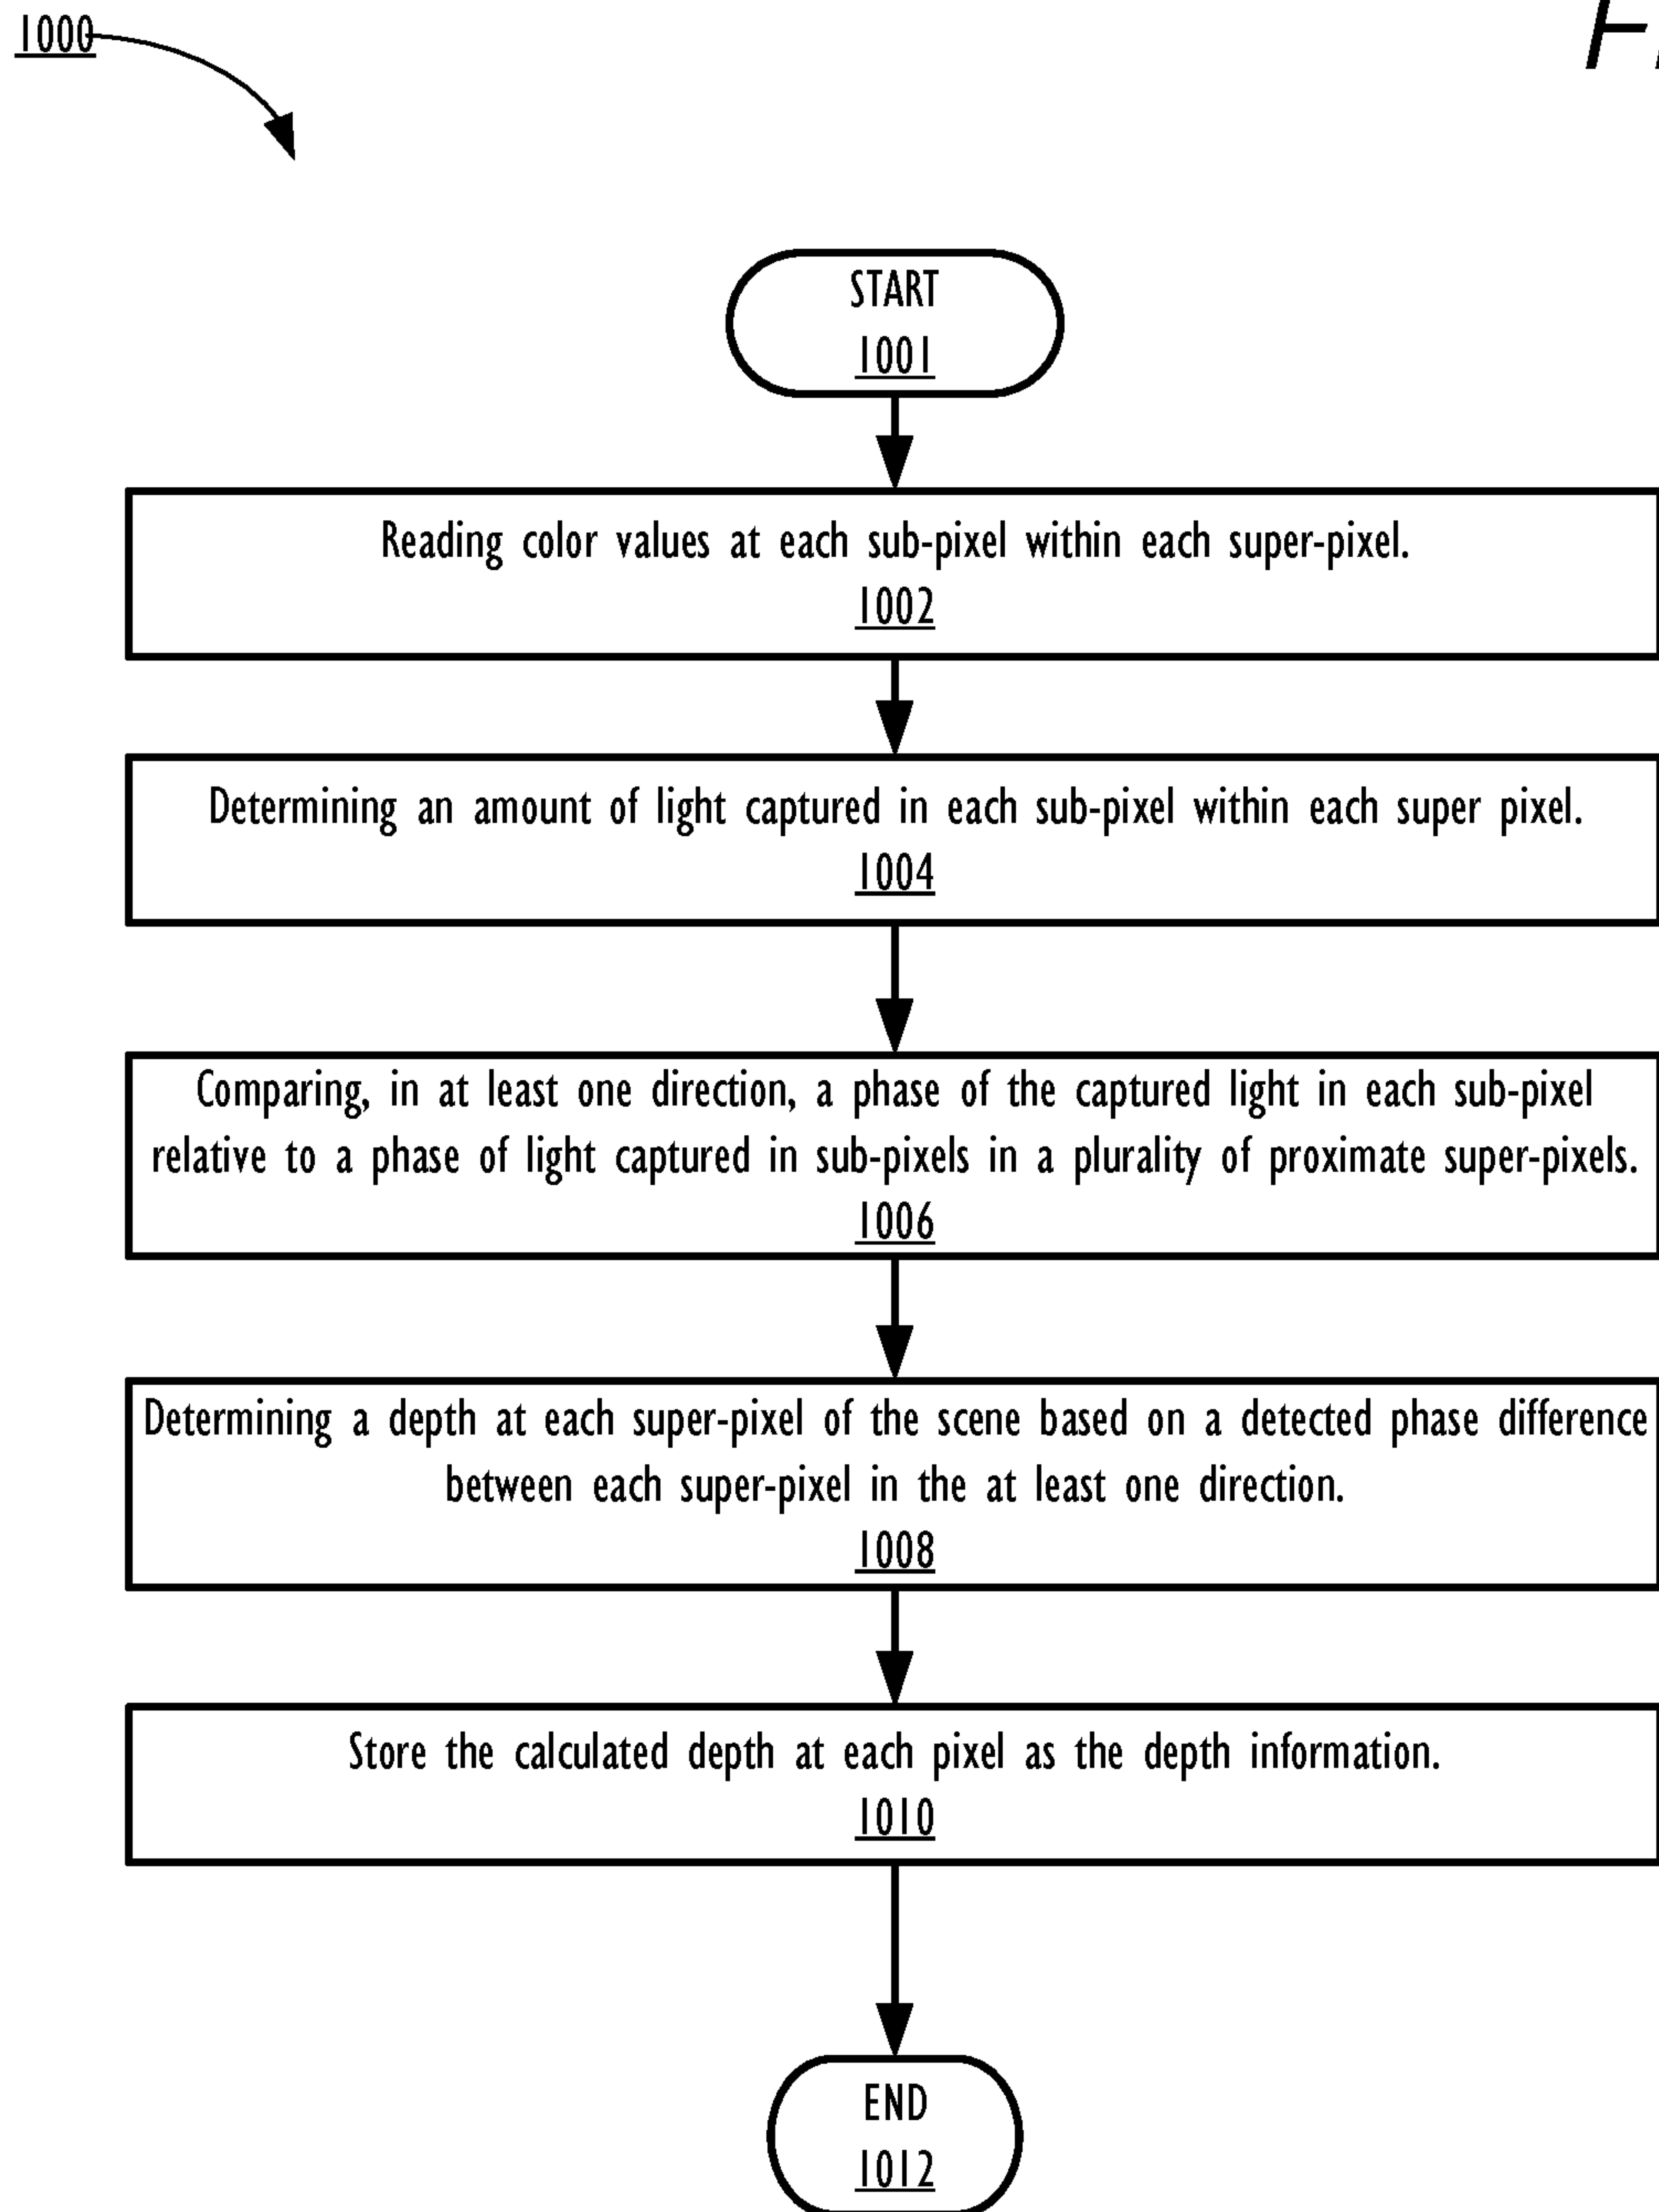 1000
START
1001
Reading color values at each sub-pixel within each super-pixel.
1002
Determining an amount of light captured in each sub-pixel within each super pixel.
1004
Comparing, in at least one direction, a phase of the captured light in each sub-pixel
relative to a phase of light captured in sub-pixels in a plurality of proximate super-pixels.
1006
Determining a depth at each super-pixel of the scene based on a detected phase difference
between each super-pixel in the at least one direction.
1008
Store the calculated depth at each pixel as the depth information.
1010
END
1012